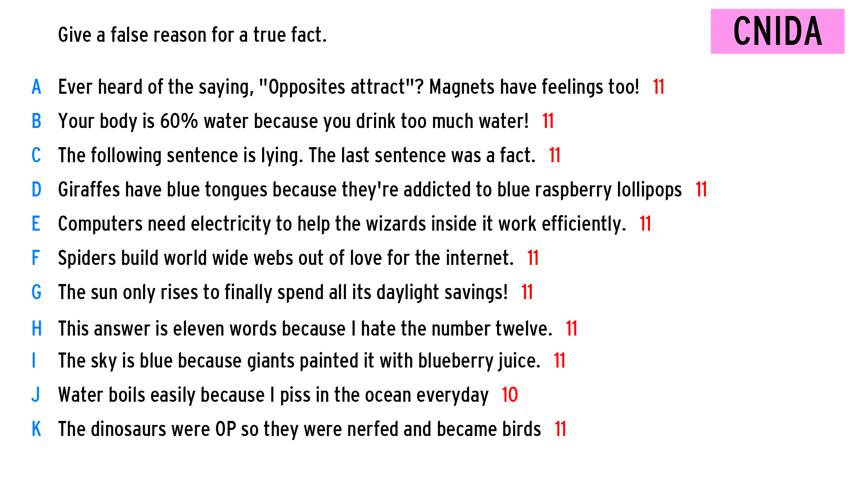 Give a false reason for a true fact.
CNIDA
A Ever heard of the saying, "Opposites attract"? Magnets have feelings too! 11
B Your body is 60% water because you drink too much water! 11
C The following sentence is lying. The last sentence was a fact. 11
D Giraffes have blue tongues because they're addicted to blue raspberry lollipops 11
E Computers need electricity to help the wizards inside it work efficiently. 11
F Spiders build world wide webs out of love for the internet. 11
G The sun only rises to finally spend all its daylight savings! 11
H This answer is eleven words because I hate the number twelve. 11
I The sky is blue because giants painted it with blueberry juice. 11
J Water boils easily because I piss in the ocean everyday 10
K The dinosaurs were OP so they were nerfed and became birds 11